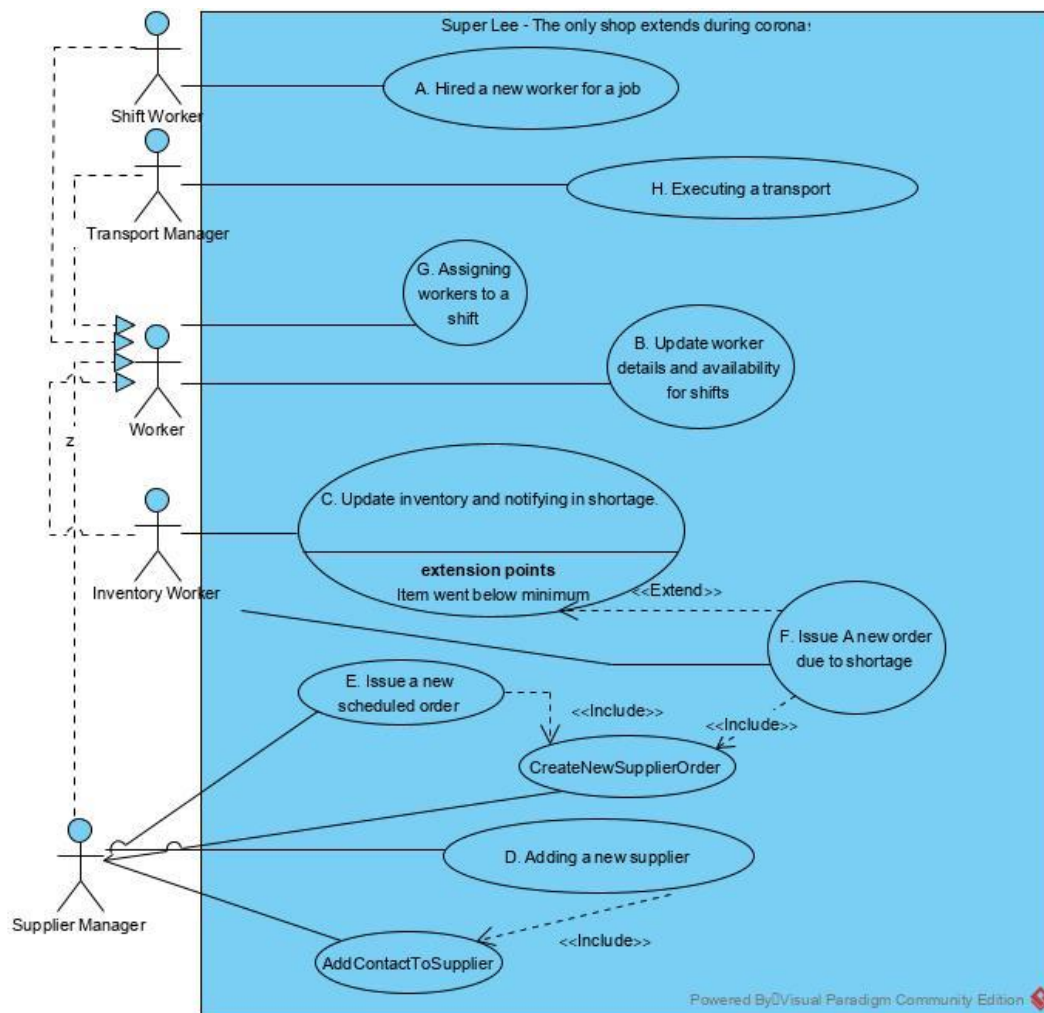 Super Lee - The only shop extends during corona
Shift Worker
A. Hired a new worker for a job
Transport Manager
H. Executing a transport
G. Assigning
workers to a
shift
B. Update worker
details and availability
for shifts
Worker
z
C. Update inventory and notifying in shortage.
extension points
Item went below minimum
<<Extend>>
Inventory Worker
F. Issue A new order
due to shortage
E. Issue a new
scheduled order
<<Include>>
<<Include>>
CreateNewSupplierOrder
D. Adding a new supplier
Supplier Manager
<<Include>>
AddContactToSupplier
Powered By Visual Paradigm Community Edition